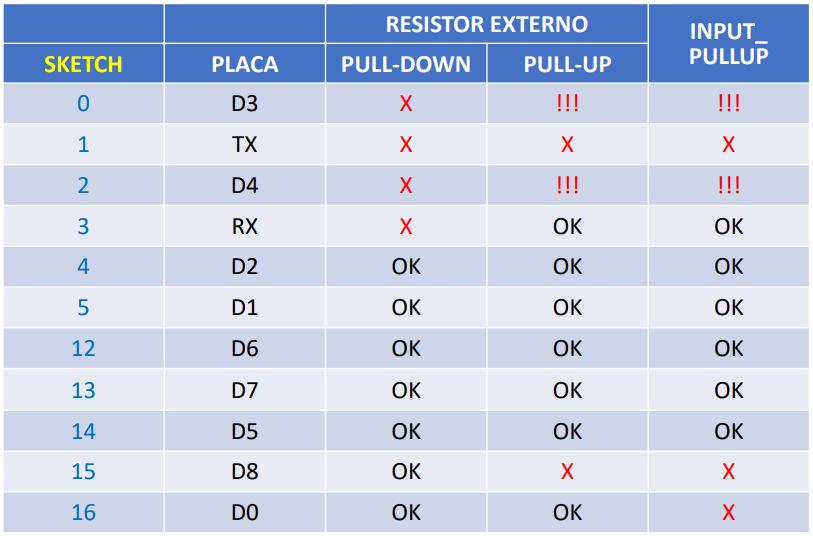 RESISTOR EXTERNO INPUT_
PULLUP
SKETCH PLACA PULL-DOWN PULL-UP
0 D3 X !!! !!!
1 TX X X X
2 D4 X !!! !!!
3 RX X OK OK
4 D2 OK OK OK
5 D1 OK OK OK
12 D6 OK OK OK
13 D7 OK OK OK
14 D5 OK OK OK
15 D8 OK X X
16 D0 OK OK X